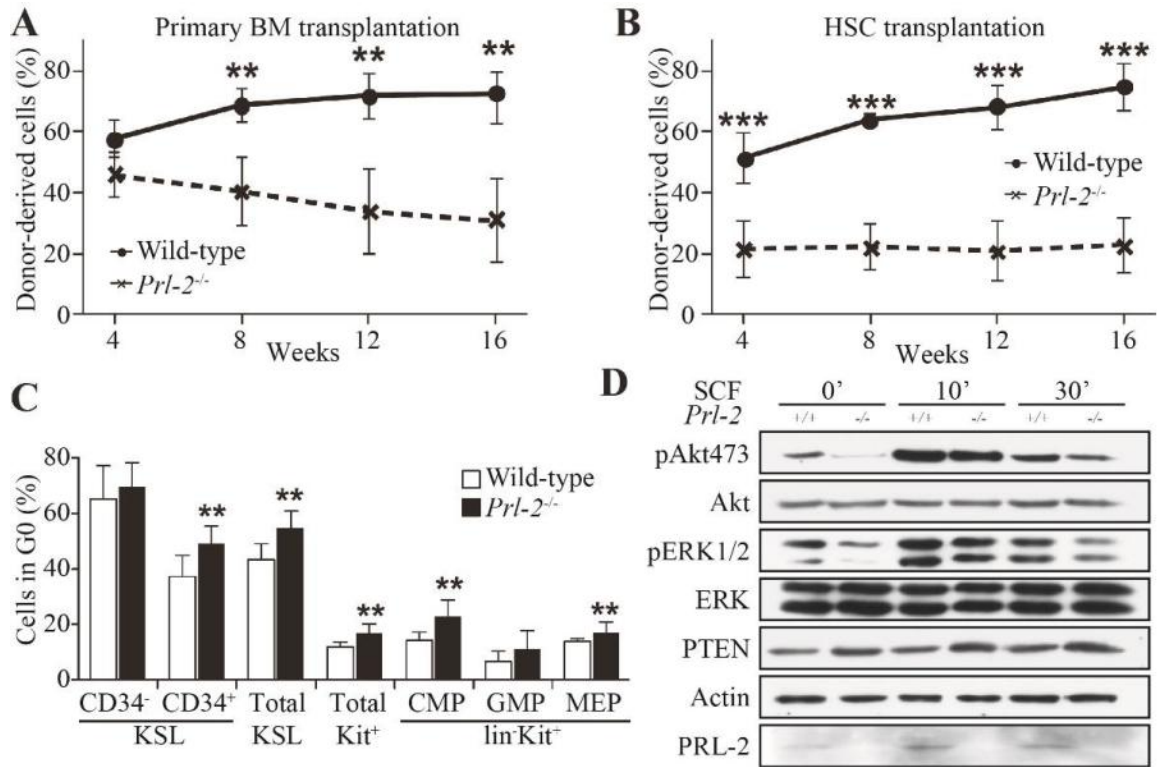 A
Primary BM transplantation
Donor-derived cells (%)
80
60
40
20
0
** ** **
Wild-type
Prl-2-/-
4 8 12 16
Weeks
B
HSC transplantation
Donor-derived cells (%)
80
60
40
20
0
*** *** *** ***
Wild-type
Prl-2-/-
4 8 12 16
Weeks
C
Cells in G0 (%)
80
60
40
20
0
** ** ** ** **
Wild-type
Prl-2-/-
CD34- CD34+ Total Total CMP GMP MEP
KSL KSL Kit+ lin-Kit+
D
SCF 0' 10' 30'
Prl-2 +/+ -/- +/+ -/- +/+ -/-
pAkt473
Akt
pERK1/2
ERK
PTEN
Actin
PRL-2